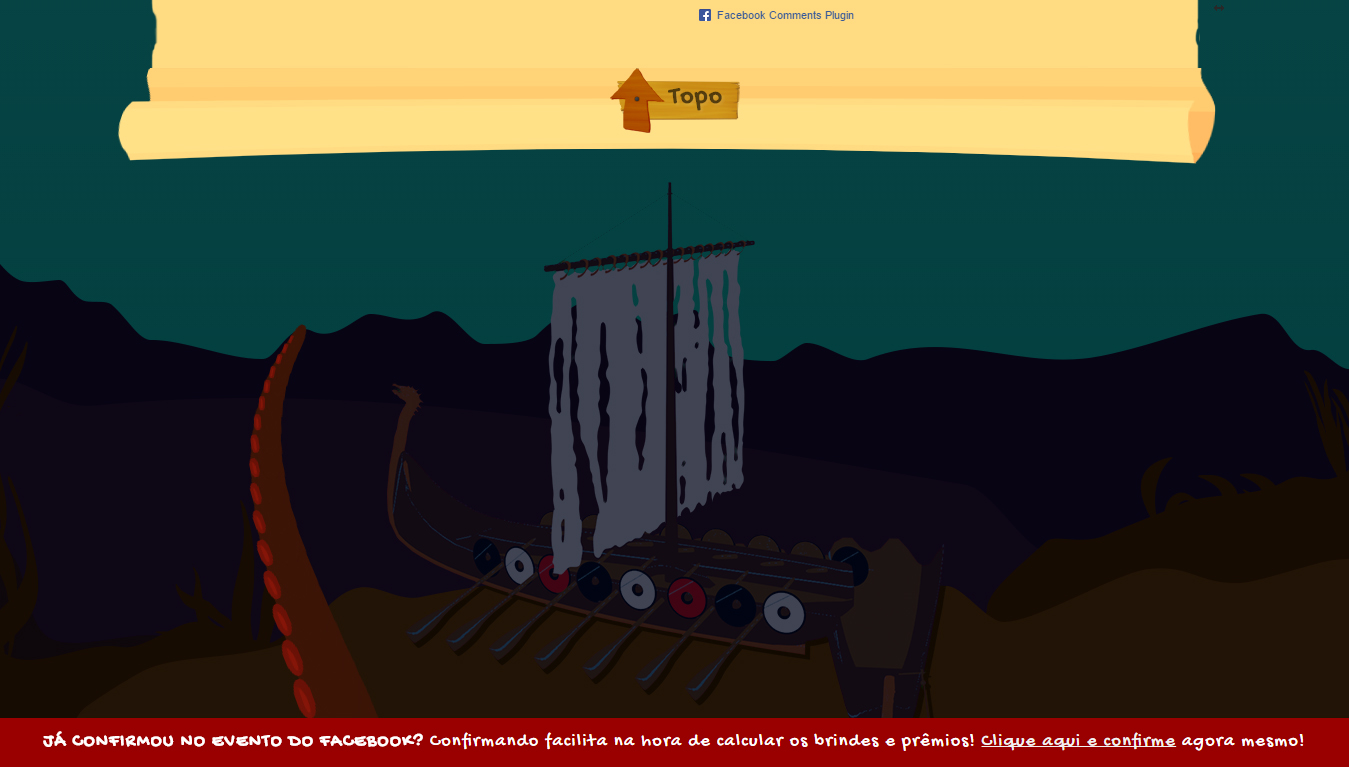 Facebook Comments Plugin
Topo
JÁ CONFIRMOU NO EVENTO DO FACEBOOK? Confirmando facilita na hora de calcular os brindes e prêmios! Clique aqui e confirme agora mesmo!